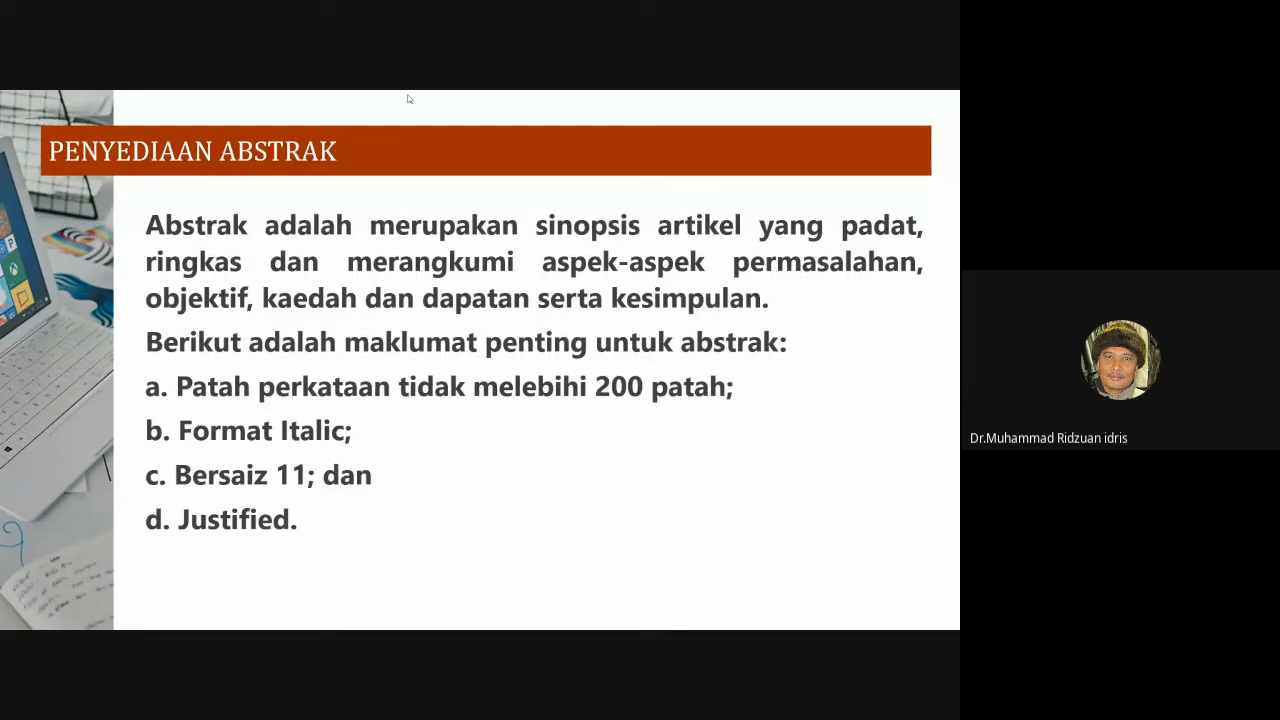 PENYEDIAAN ABSTRAK
Abstrak adalah merupakan sinopsis artikel yang padat,
ringkas dan merangkumi aspek-aspek permasalahan,
objektif, kaedah dan dapatan serta kesimpulan.
Berikut adalah maklumat penting untuk abstrak:
a. Patah perkataan tidak melebihi 200 patah;
b. Format Italic;
c. Bersaiz 11; dan
d. Justified.
Dr.Muhammad Ridzuan idris